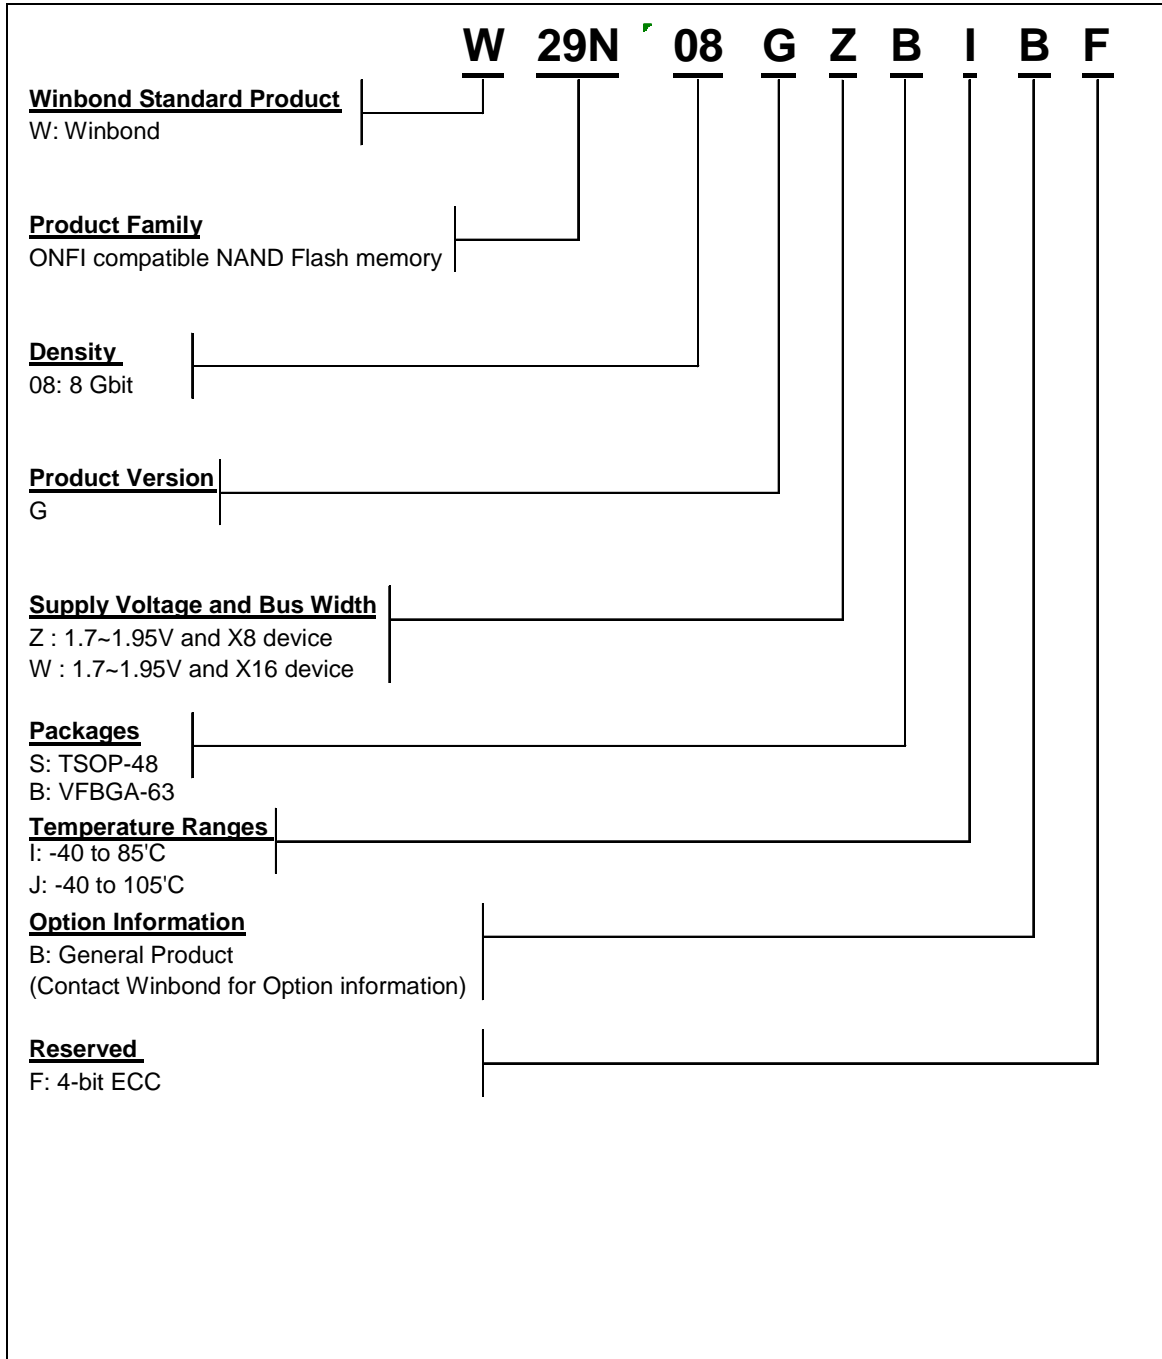 W 29N 08 G Z B I B F
Winbond Standard Product
W: Winbond
Product Family
ONFI compatible NAND Flash memory
Density
08: 8 Gbit
Product Version
G
Supply Voltage and Bus Width
Z : 1.7~1.95V and X8 device
W : 1.7~1.95V and X16 device
Packages
S: TSOP-48
B: VFBGA-63
Temperature Ranges
I: -40 to 85'C
J: -40 to 105'C
Option Information
B: General Product
(Contact Winbond for Option information)
Reserved
F: 4-bit ECC